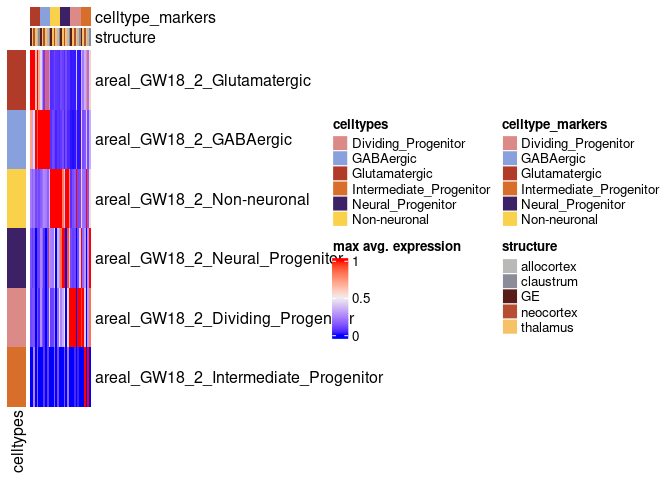 celltype_markers
structure
areal_GW18_2_Glutamatergic
areal_GW18_2_GABAergic
areal_GW18_2_Non-neuronal
areal_GW18_2_Neural_Progenitor
areal_GW18_2_Dividing_Progenitor
areal_GW18_2_Intermediate_Progenitor
celltypes
celltypes
Dividing_Progenitor
GABAergic
Glutamatergic
Intermediate_Progenitor
Neural_Progenitor
Non-neuronal
max avg. expression
1
0.5
0
celltype_markers
Dividing_Progenitor
GABAergic
Glutamatergic
Intermediate_Progenitor
Neural_Progenitor
Non-neuronal
structure
allocortex
claustrum
GE
neocortex
thalamus